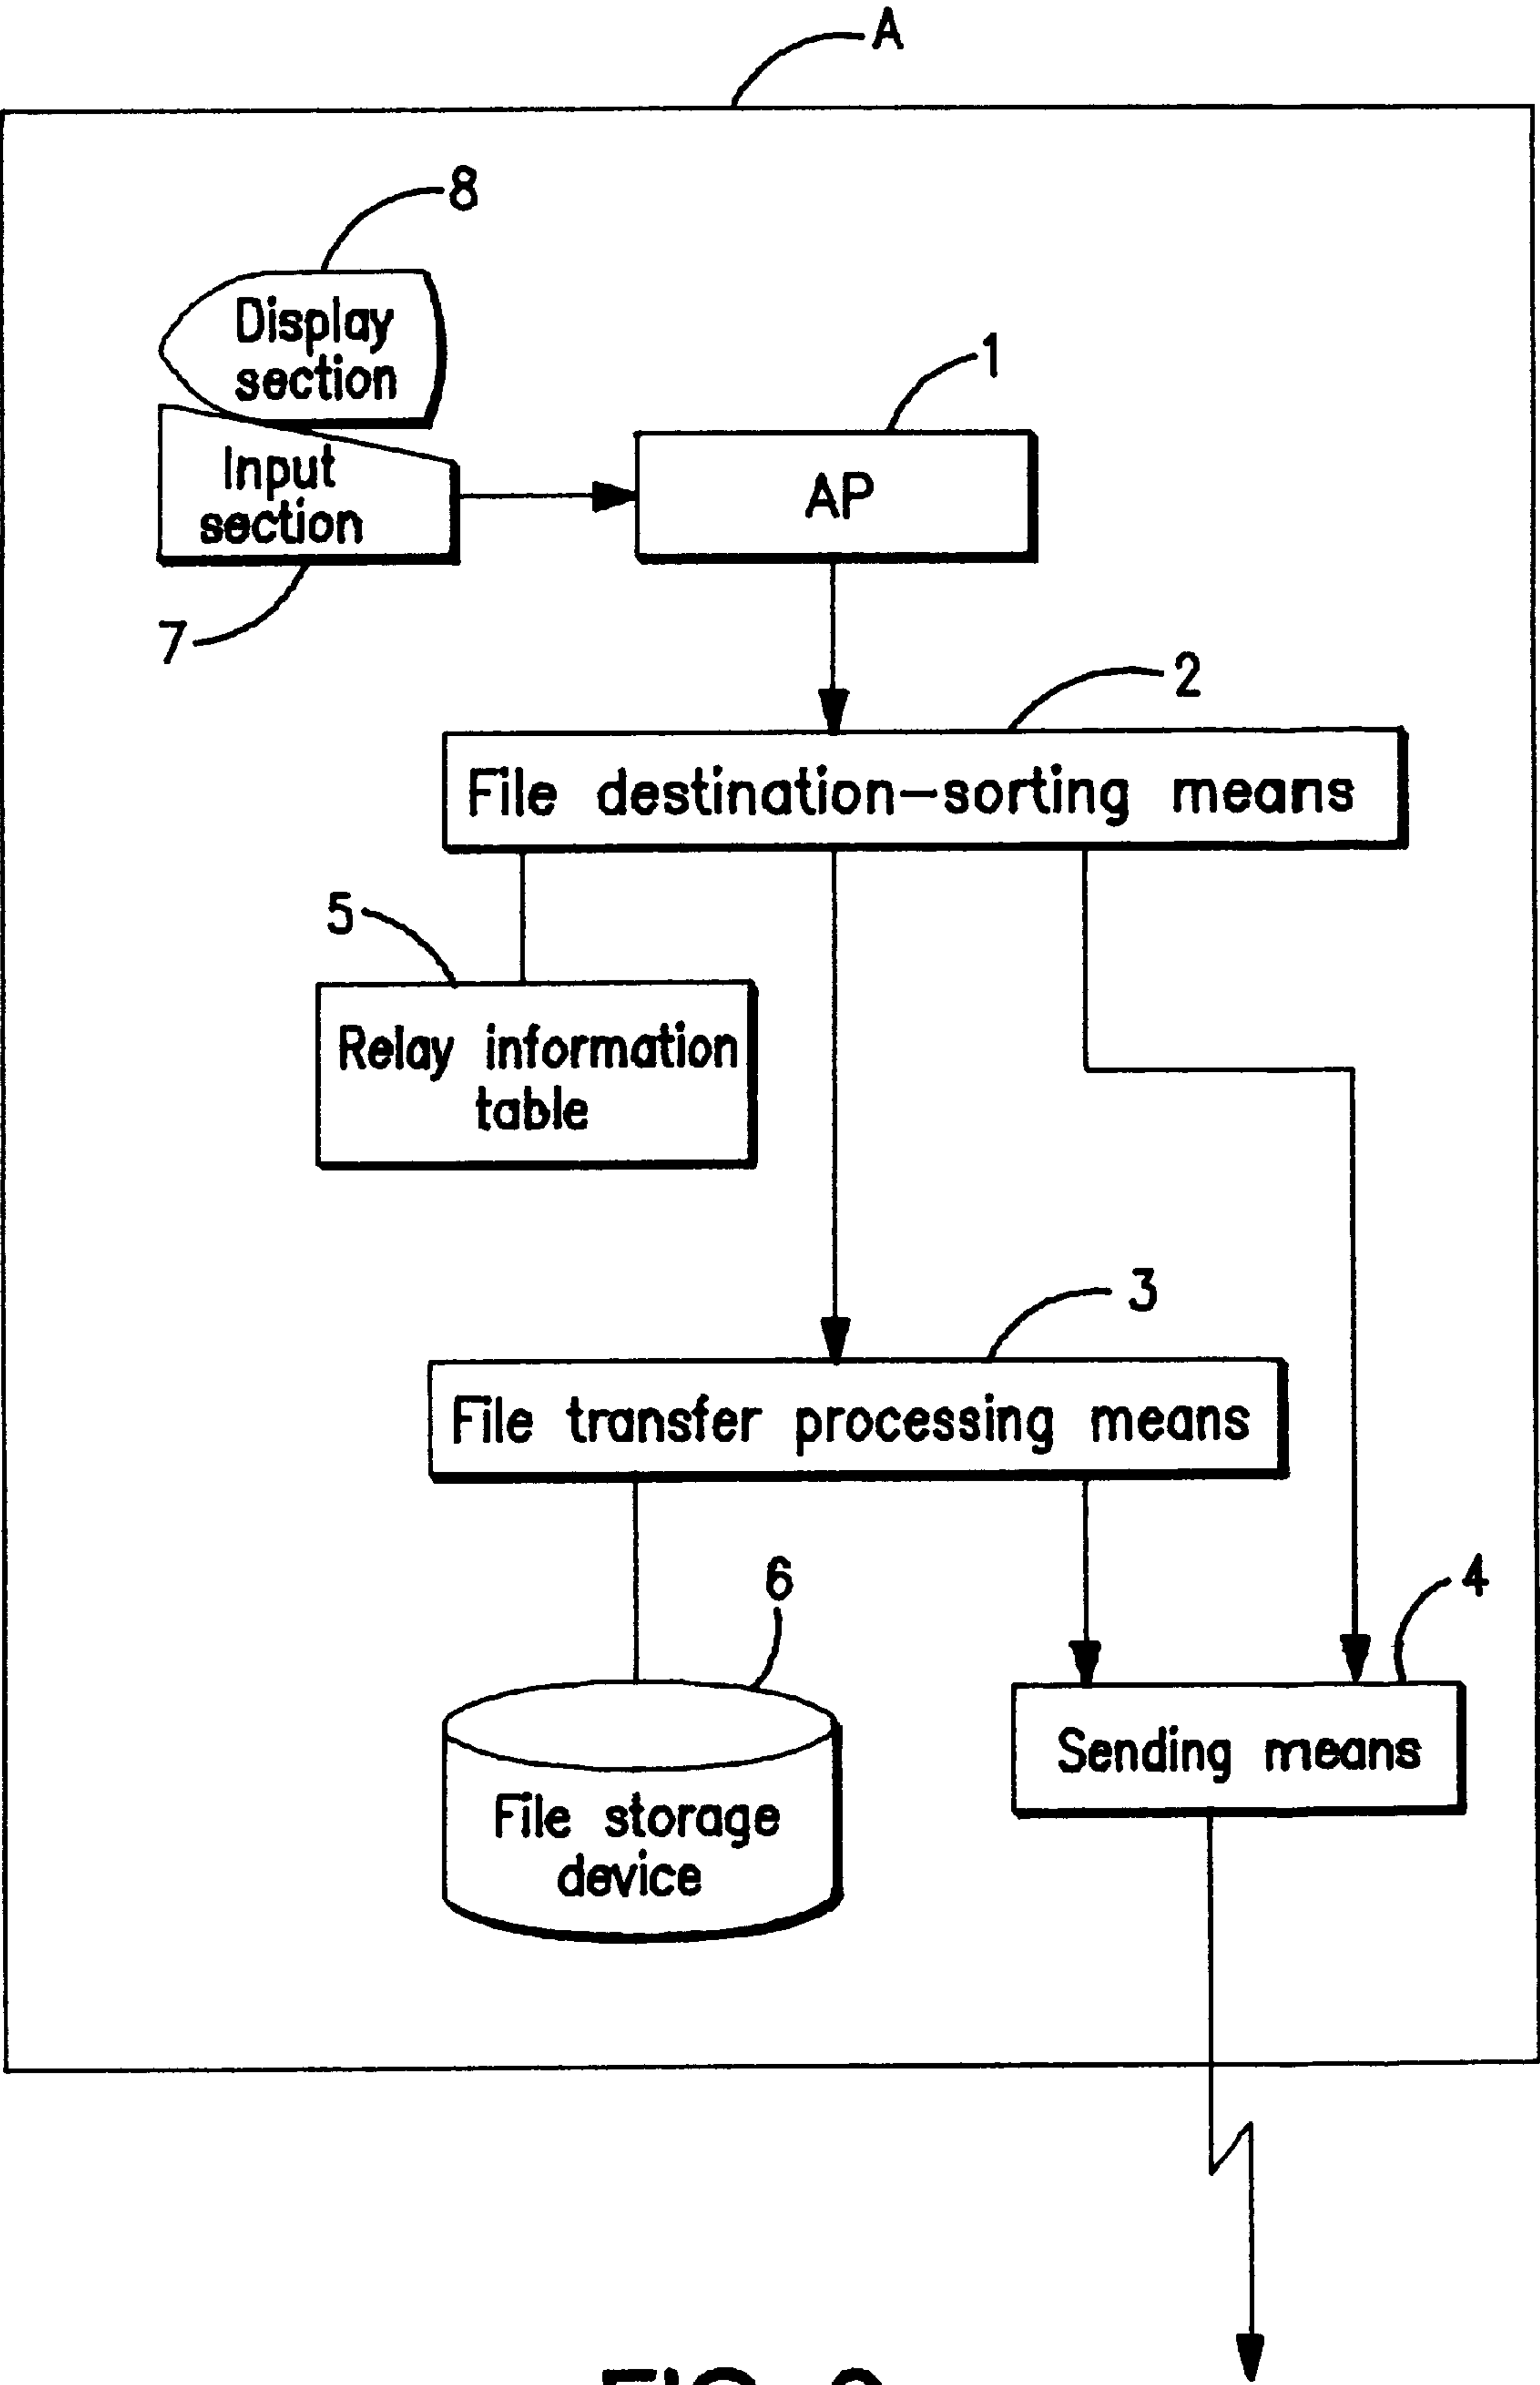 A
8
Display
section
1
Input
section
AP
7
2
File destination-sorting means
5
Relay information
table
3
File transfer processing means
6
4
Sending means
File storage
device